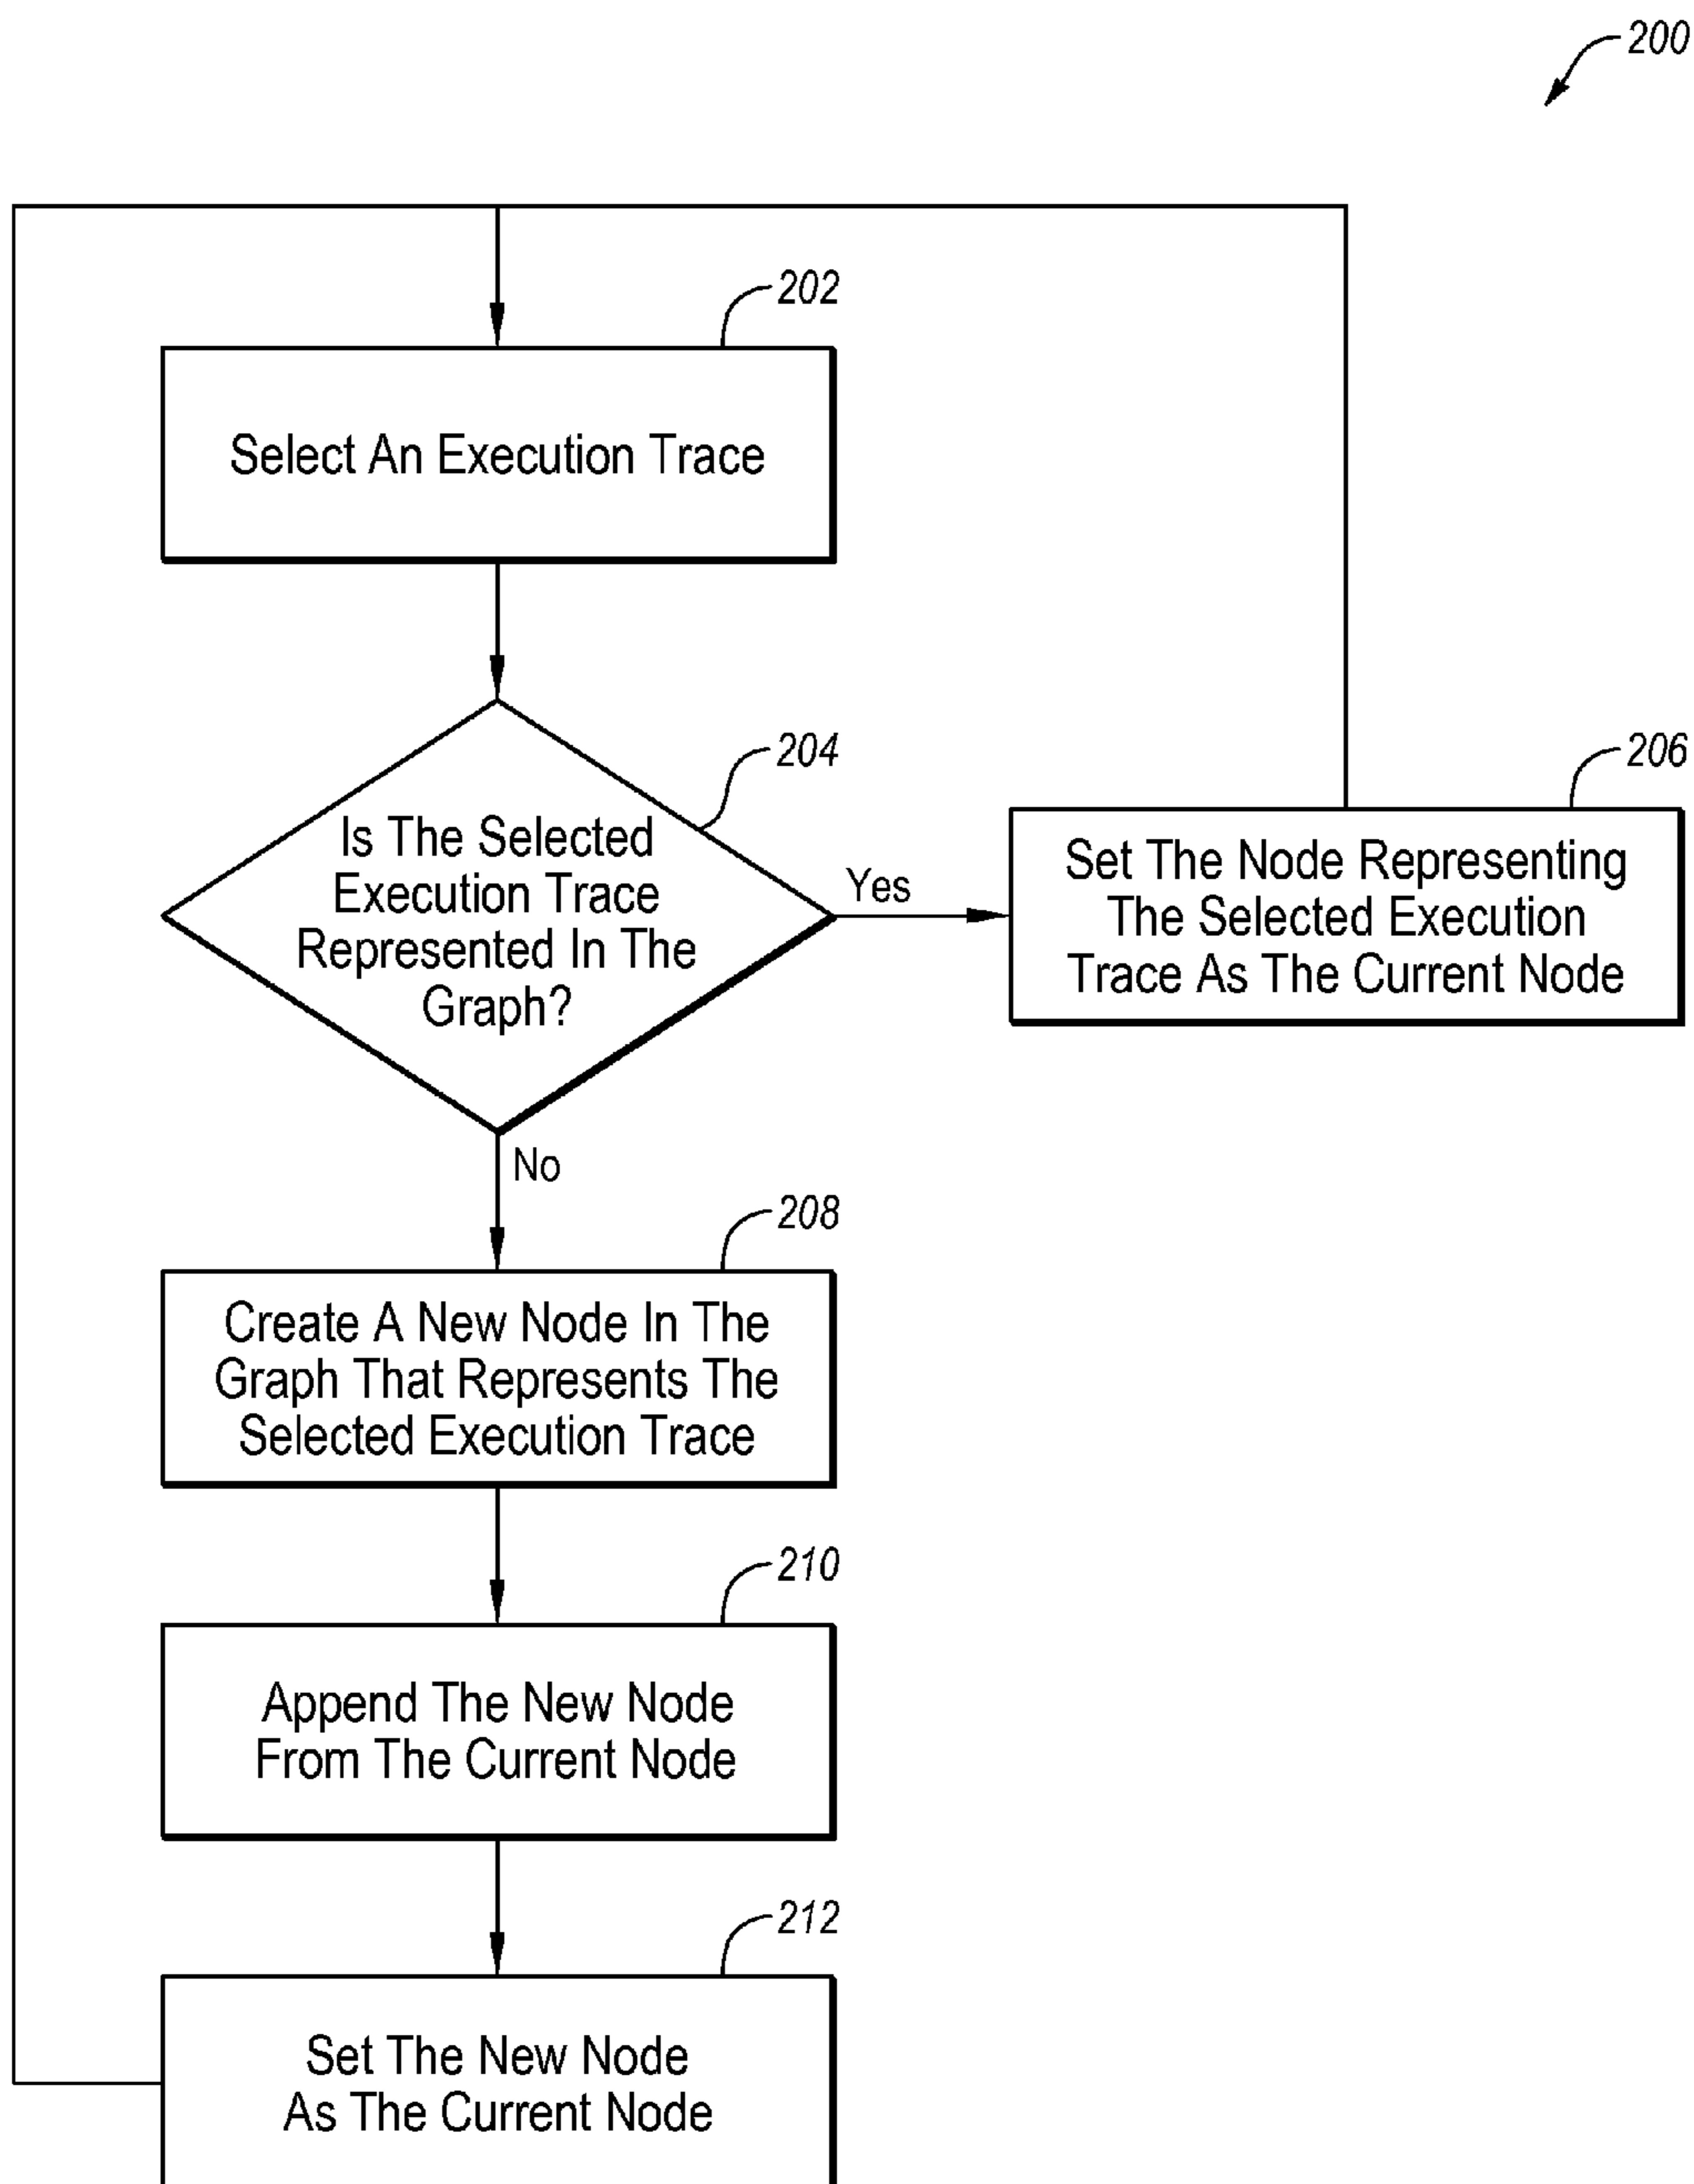 200
202
Select An Execution Trace
204
Is The Selected
Execution Trace
Represented In The
Graph?
Yes
206
Set The Node Representing
The Selected Execution
Trace As The Current Node
No
208
Create A New Node In The
Graph That Represents The
Selected Execution Trace
210
Append The New Node
From The Current Node
212
Set The New Node
As The Current Node